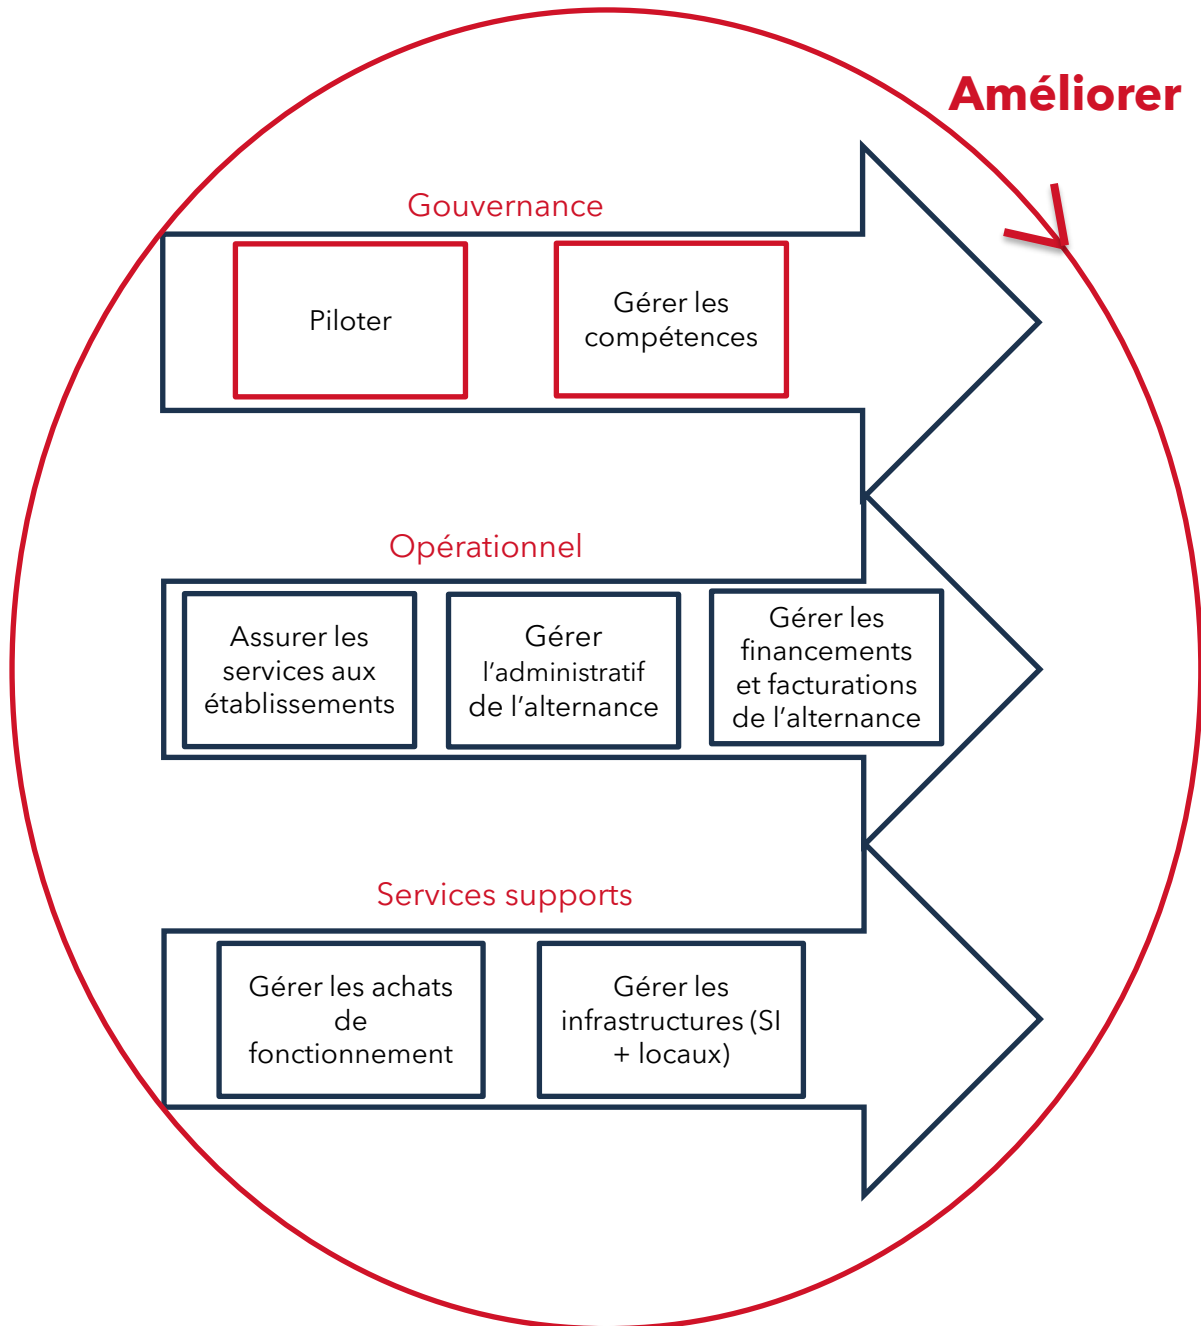 Améliorer
Gouvernance
Piloter
Gérer les
compétences
Opérationnel
Assurer les
services aux
établissements
Gérer
l’administratif
de l’alternance
Gérer les
financements
et facturations
de l’alternance
Services supports
Gérer les achats
de
fonctionnement
Gérer les
infrastructures (SI
+ locaux)